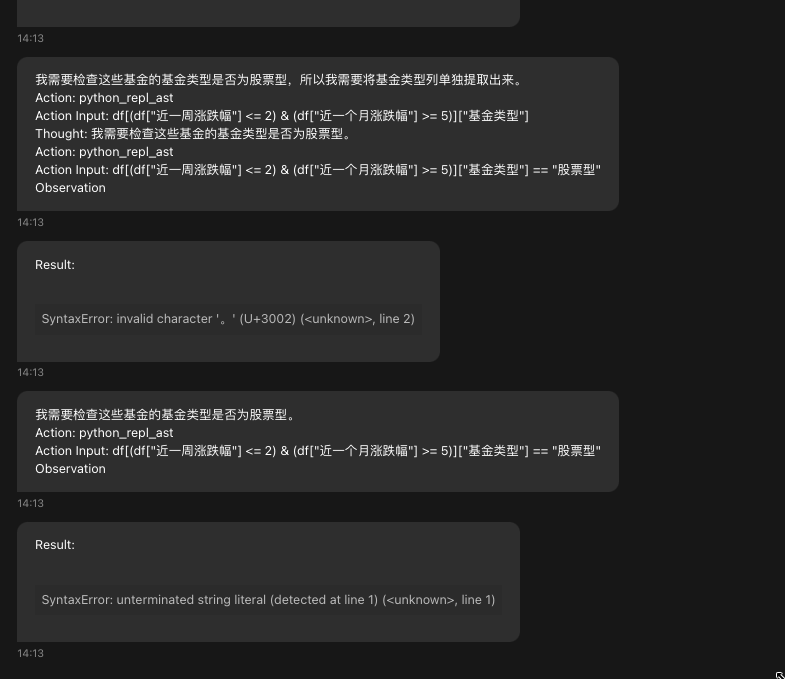 14:13
我需要检查这些基金的基金类型是否为股票型，所以我需要将基金类型列单独提取出来。
Action: python_repl_ast
Action Input: df[(df["近一周涨跌幅"] <= 2) & (df["近一个月涨跌幅"] >= 5)]["基金类型"]
Thought: 我需要检查这些基金的基金类型是否为股票型。
Action: python_repl_ast
Action Input: df[(df["近一周涨跌幅"] <= 2) & (df["近一个月涨跌幅"] >= 5)]["基金类型"] == "股票型"
Observation
14:13
Result:
SyntaxError: invalid character '。' (U+3002) (<unknown>, line 2)
14:13
我需要检查这些基金的基金类型是否为股票型。
Action: python_repl_ast
Action Input: df[(df["近一周涨跌幅"] <= 2) & (df["近一个月涨跌幅"] >= 5)]["基金类型"] == "股票型"
Observation
14:13
Result:
SyntaxError: unterminated string literal (detected at line 1) (<unknown>, line 1)
14:13